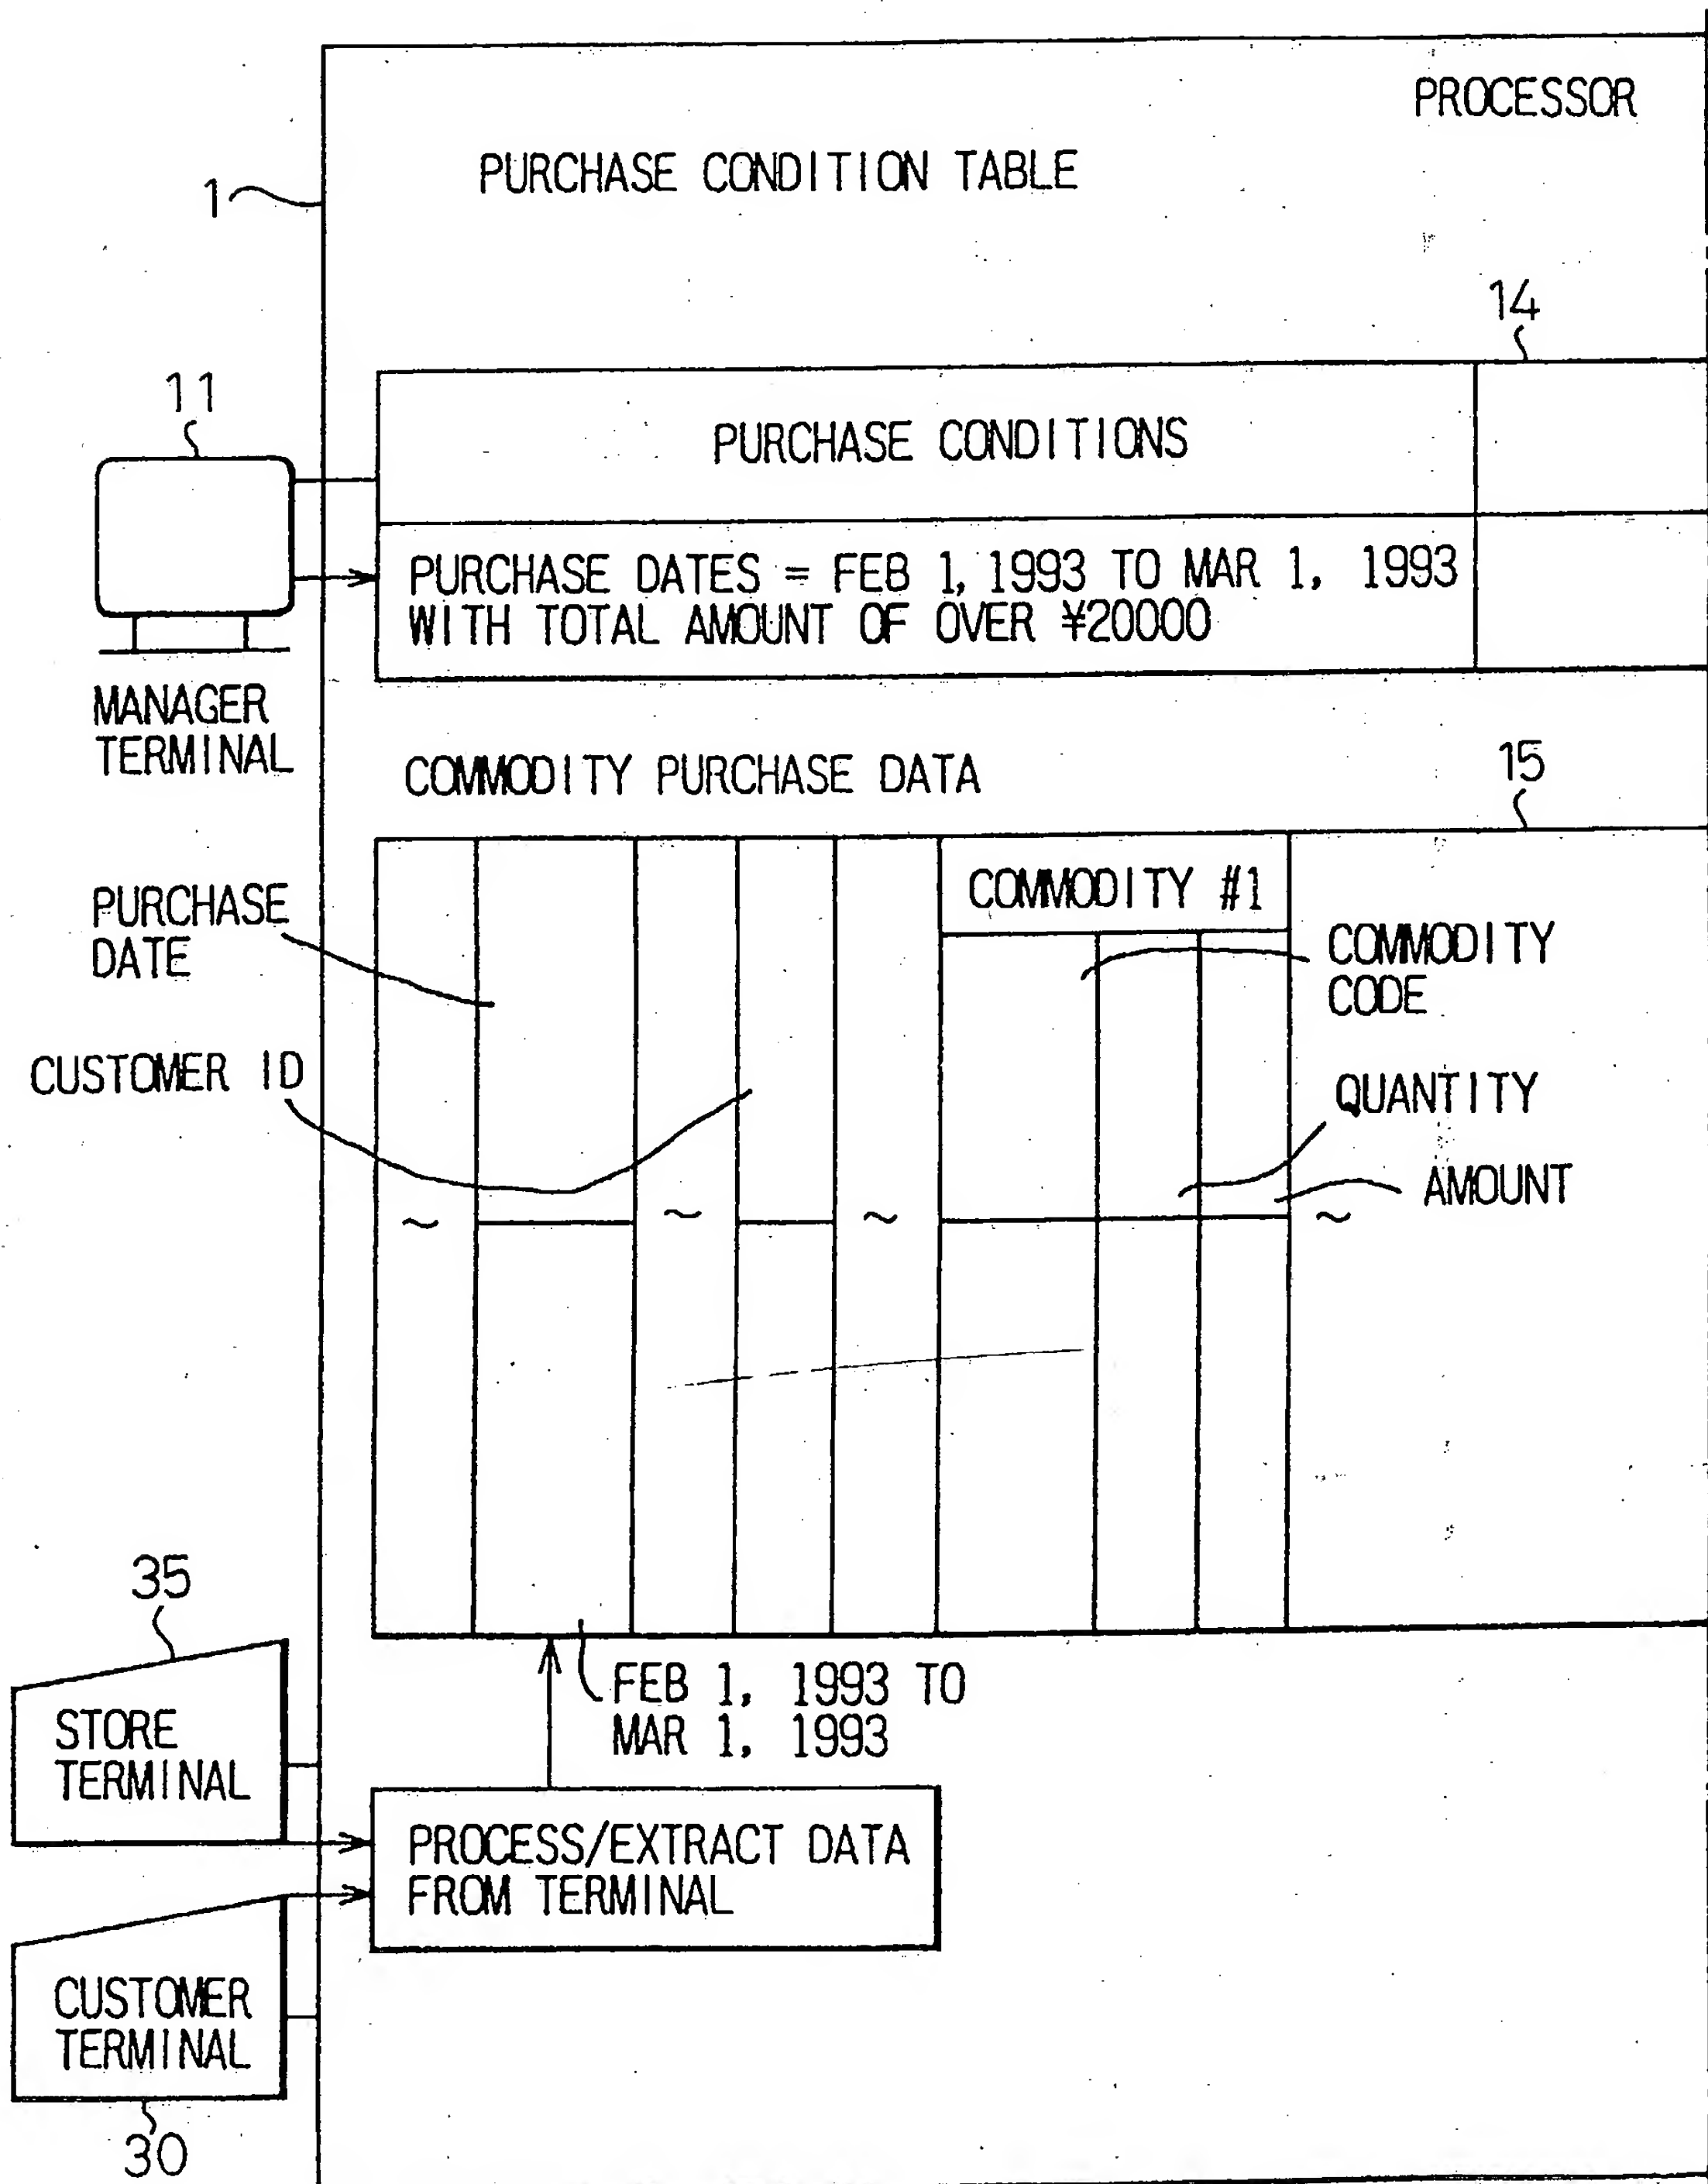 PROCESSOR
PURCHASE CONDITION TABLE
1
14
11
PURCHASE CONDITIONS
PURCHASE DATES = FEB 1, 1993 TO MAR 1, 1993
WITH TOTAL AMOUNT OF OVER ¥20000
MANAGER
TERMINAL
COMMODITY PURCHASE DATA
15
COMMODITY #1
PURCHASE
DATE
COMMODITY
CODE
CUSTOMER ID
QUANTITY
AMOUNT
~ ~ ~ ~
35
FEB 1, 1993 TO
MAR 1, 1993
STORE
TERMINAL
PROCESS/EXTRACT DATA
FROM TERMINAL
CUSTOMER
TERMINAL
30